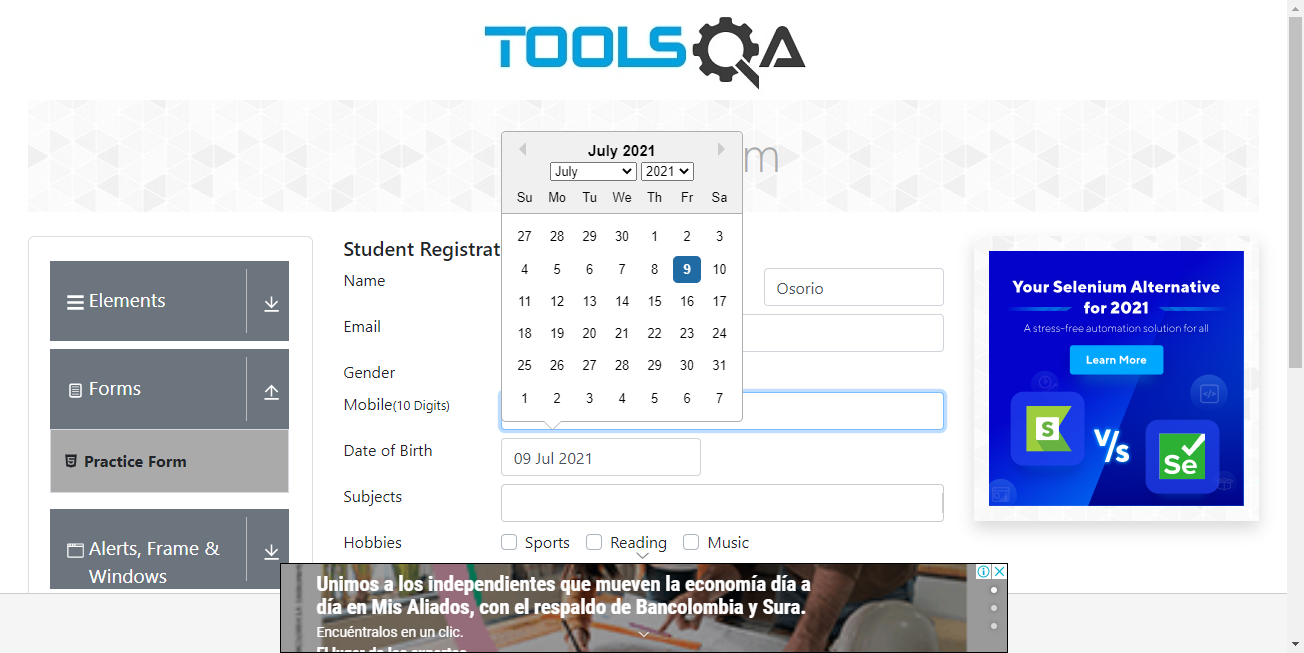 TOOLSQA
m
July 2021
July 2021
Su Mo Tu We Th Fr Sa
27 28 29 30 1 2 3
4 5 6 7 8 9 10
11 12 13 14 15 16 17
18 19 20 21 22 23 24
25 26 27 28 29 30 31
1 2 3 4 5 6 7
Elements
Forms
Practice Form
Alerts, Frame &
Windows
Student Registrat
Name
Osorio
Email
Gender
Mobile(10 Digits)
Date of Birth
09 Jul 2021
Subjects
Hobbies
Sports Reading Music
Your Selenium Alternative
for 2021
A stress-free automation solution for all
Learn More
S
V/s
Se
Unimos a los independientes que mueven la economía día a
día en Mis Aliados, con el respaldo de Bancolombia y Sura.
Encuéntralos en un clic.
El lugar de los expertos